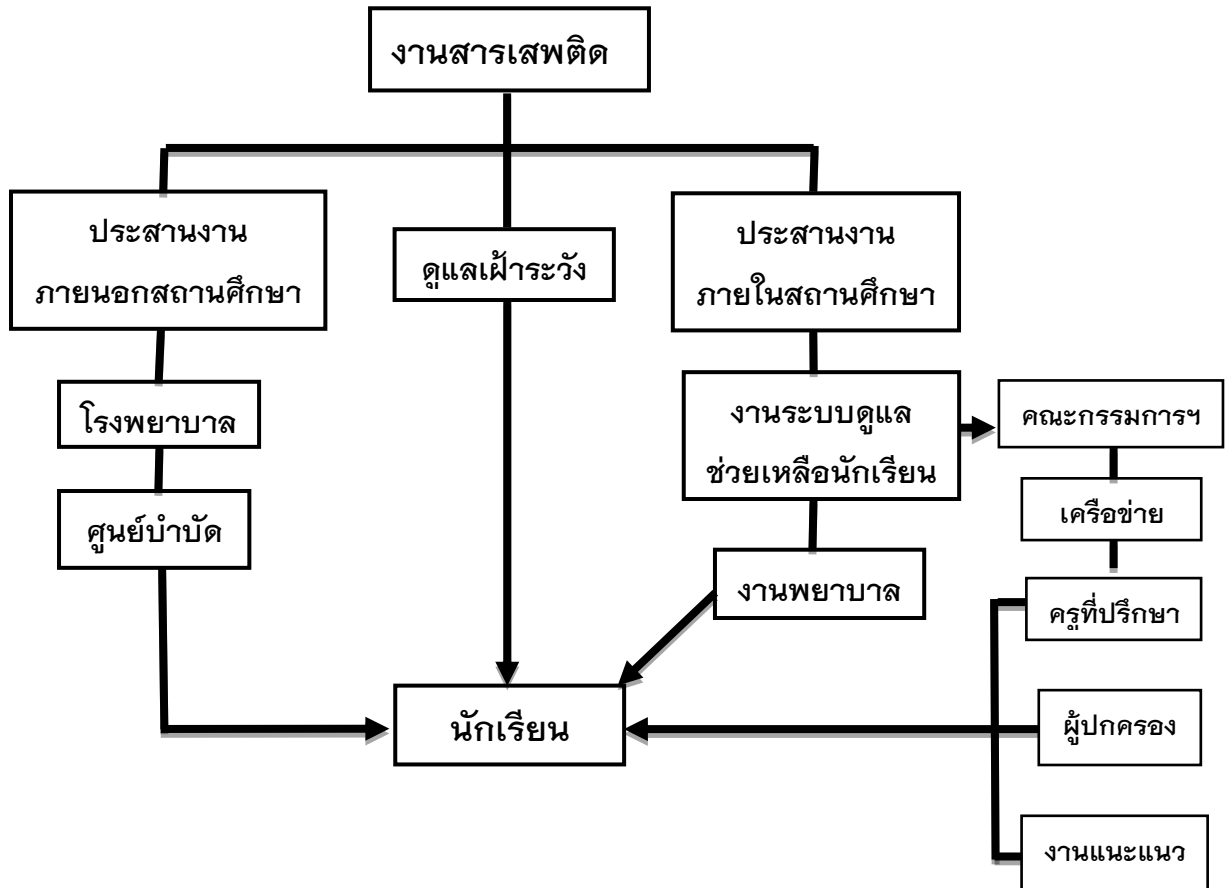 งานสารเสพติด
ประสานงาน
ภายนอกสถานศึกษา
ดูแลเฝ้าระวัง
ประสานงาน
ภายในสถานศึกษา
โรงพยาบาล
งานระบบดูแล
ช่วยเหลือนักเรียน
คณะกรรมการฯ
ศูนย์บำบัด
เครือข่าย
งานพยาบาล
ครูที่ปรึกษา
นักเรียน
ผู้ปกครอง
งานแนะแนว